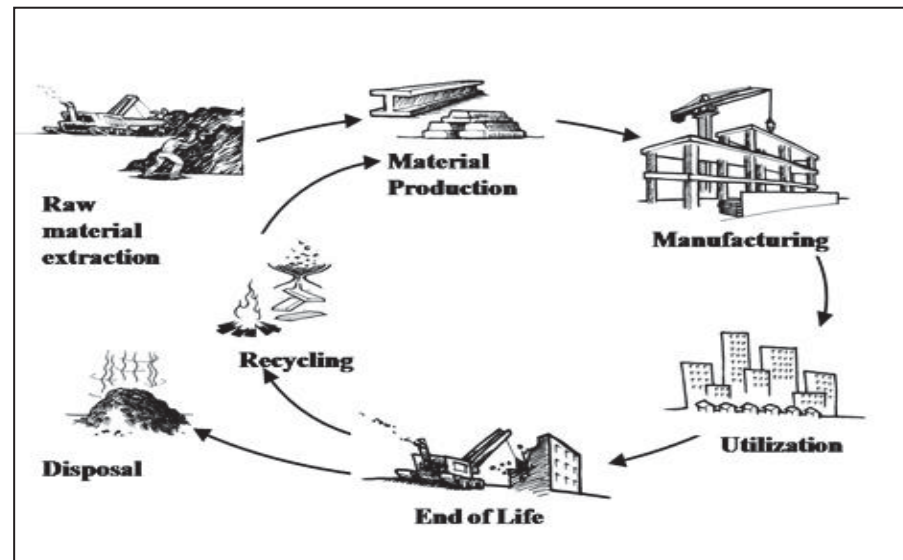 Raw
material
extraction
Material
Production
Manufacturing
Utilization
End of Life
Recycling
Disposal